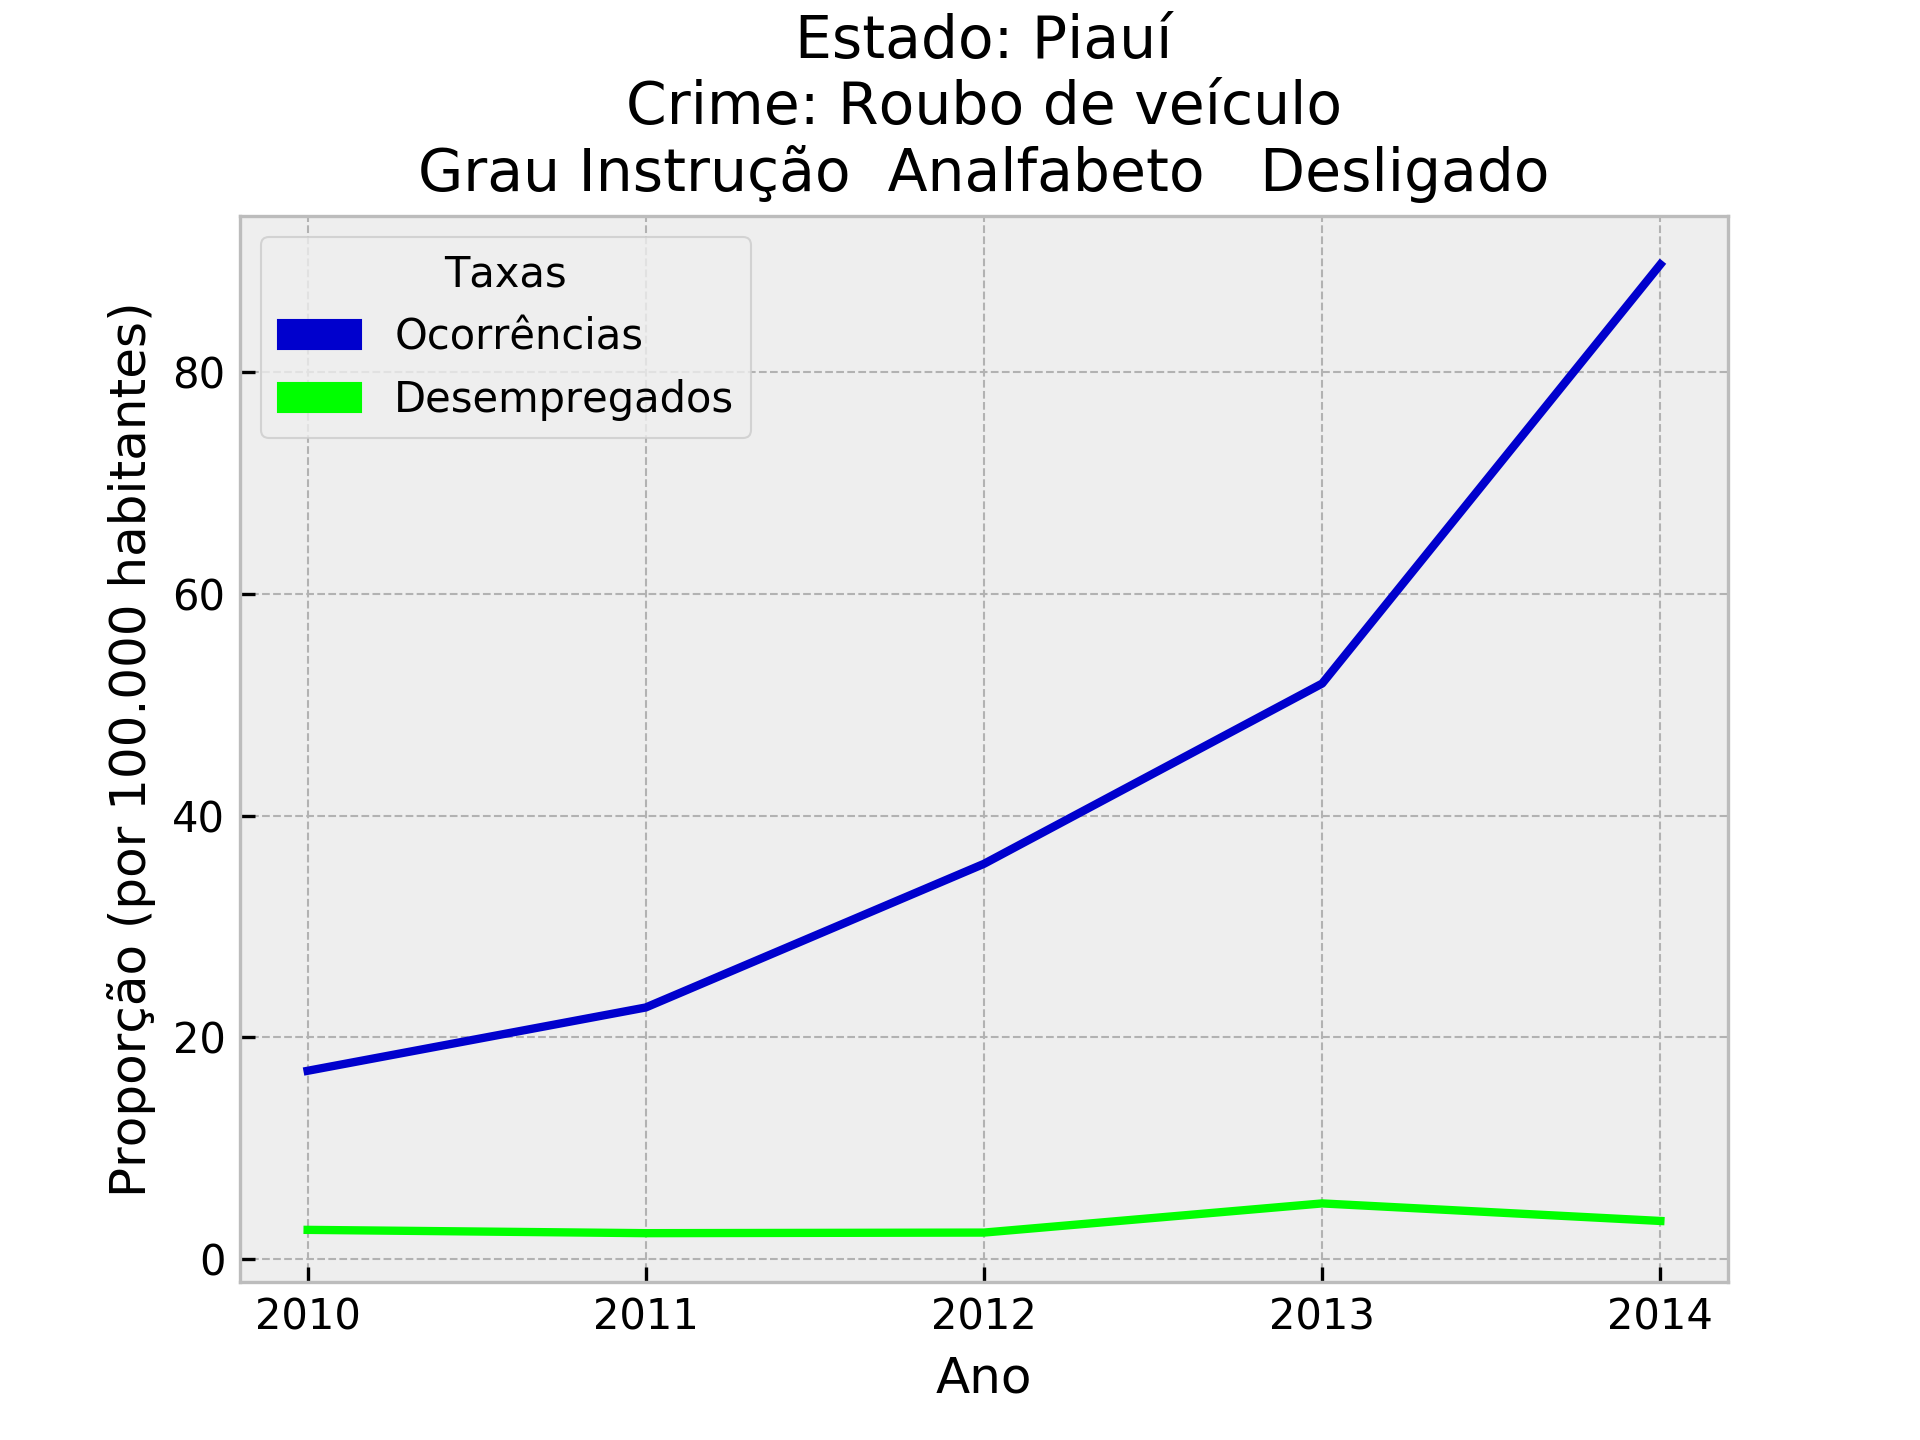 Estado: Piauí
Crime: Roubo de veículo
Grau Instrução  Analfabeto   Desligado
Taxas
Ocorrências
Desempregados
Proporção (por 100.000 habitantes)
80
60
40
20
0
2010 2011 2012 2013 2014
Ano